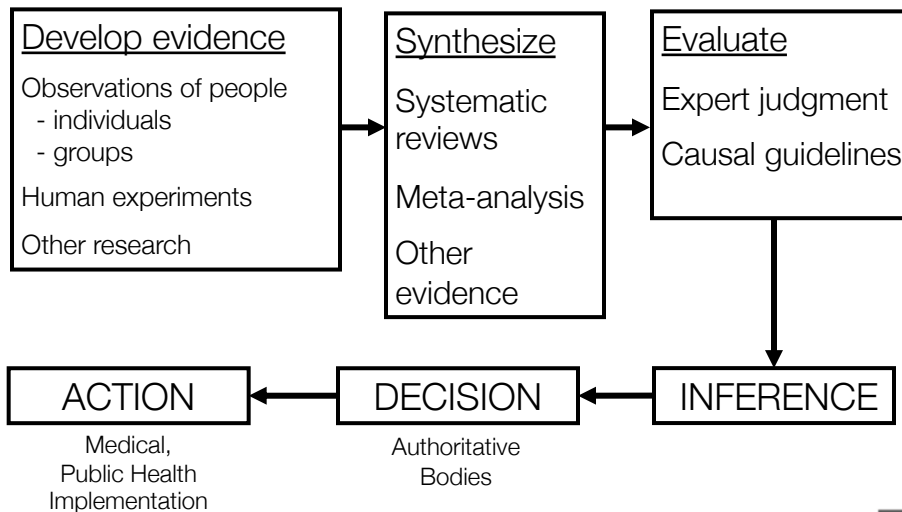 Develop evidence
Observations of people
- individuals
- groups
Human experiments
Other research
Synthesize
Systematic
reviews
Meta-analysis
Other
evidence
Evaluate
Expert judgment
Causal guidelines
ACTION
Medical,
Public Health
Implementation
DECISION
Authoritative
Bodies
INFERENCE